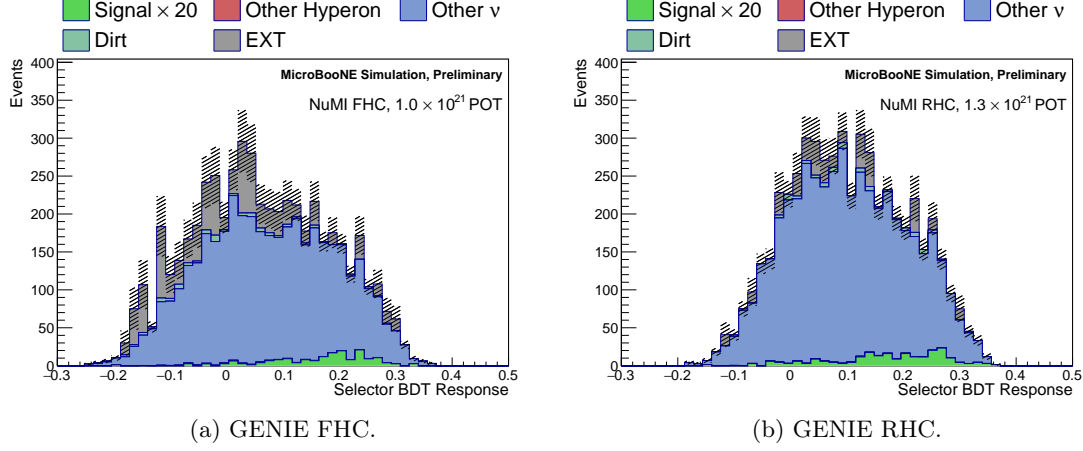 Signal × 20 Other Hyperon Other ν
Dirt EXT
Events
400
350
300
250
200
150
100
50
0
MicroBooNE Simulation, Preliminary
NuMI FHC, 1.0 × 10²¹ POT
−0.3 −0.2 −0.1 0 0.1 0.2 0.3 0.4 0.5
Selector BDT Response
(a) GENIE FHC.
Signal × 20 Other Hyperon Other ν
Dirt EXT
Events
400
350
300
250
200
150
100
50
0
MicroBooNE Simulation, Preliminary
NuMI RHC, 1.3 × 10²¹ POT
−0.3 −0.2 −0.1 0 0.1 0.2 0.3 0.4 0.5
Selector BDT Response
(b) GENIE RHC.